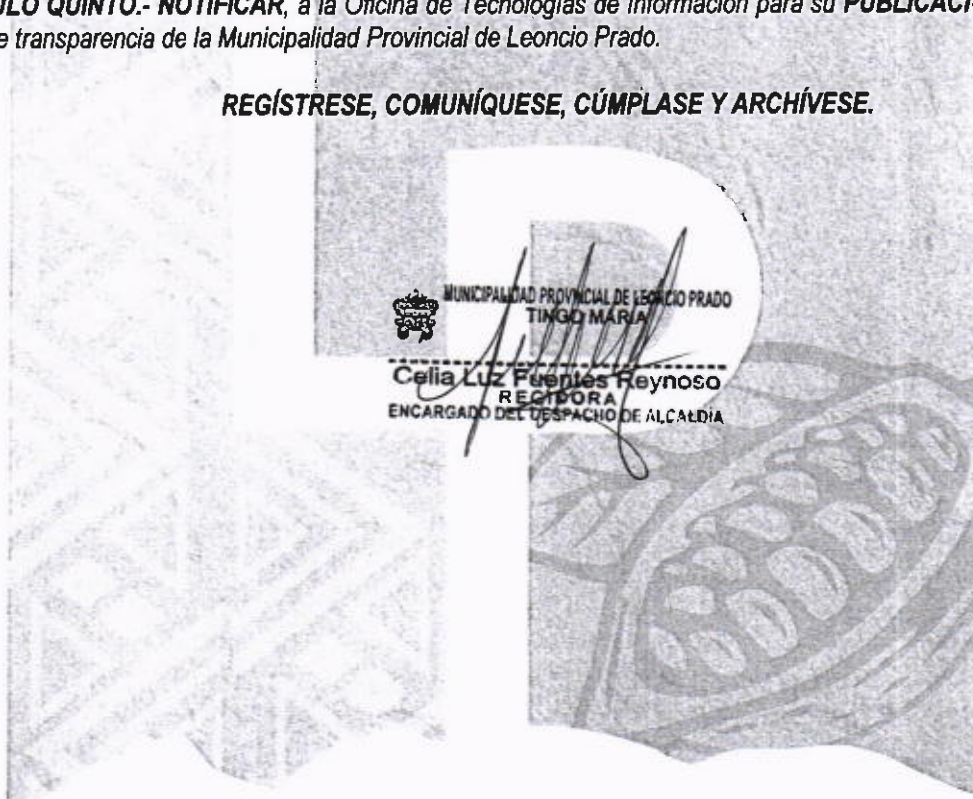 ULO QUINTO.- NOTIFICAR, a la Oficina de Tecnologías de Información para su PUBLICACI
e transparencia de la Municipalidad Provincial de Leoncio Prado.
REGÍSTRESE, COMUNÍQUESE, CÚMPLASE Y ARCHÍVESE.
MUNICIPALIDAD PROVINCIAL DE LEONCIO PRADO
TINGO MARIA
Celia Luz Fuentes Reynoso
REGIDORA
ENCARGADO DEL DESPACHO DE ALCALDIA